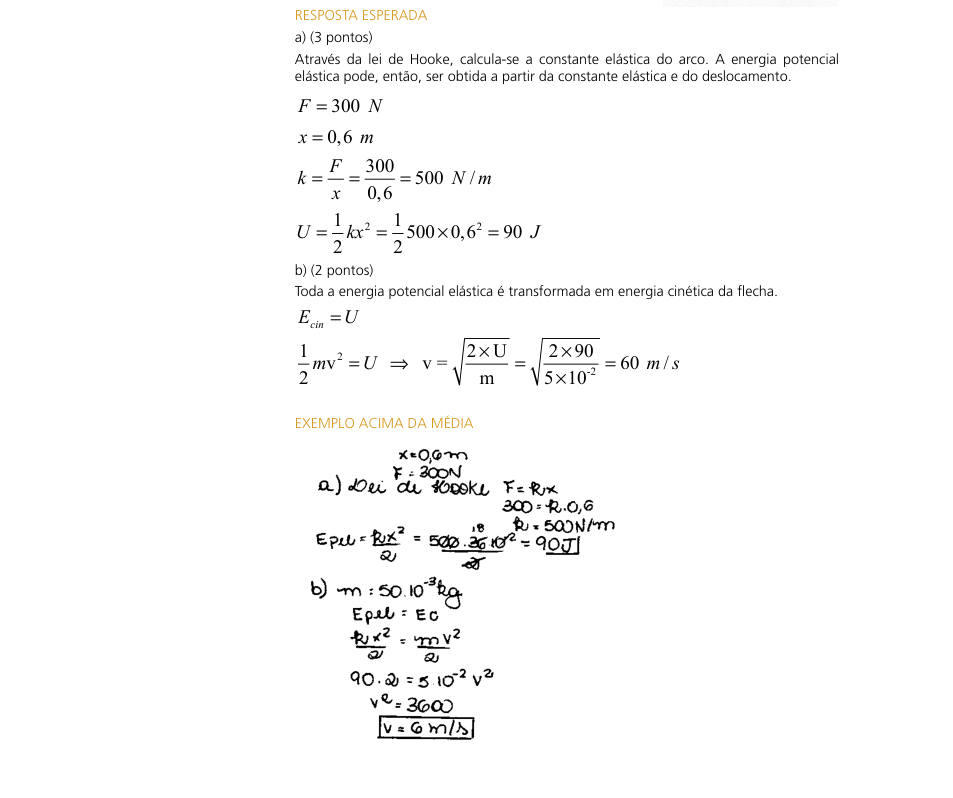 RESPOSTA ESPERADA
a) (3 pontos)
Através da lei de Hooke, calcula-se a constante elástica do arco. A energia potencial
elástica pode, então, ser obtida a partir da constante elástica e do deslocamento.
F = 300 N
x = 0,6 m
k = F/x = 300/0,6 = 500 N / m
U = 1/2 kx² = 1/2 500 × 0,6² = 90 J
b) (2 pontos)
Toda a energia potencial elástica é transformada em energia cinética da flecha.
E_cin = U
1/2 mv² = U ⇒ v = √(2×U/m) = √(2×90/5×10⁻²) = 60 m / s
EXEMPLO ACIMA DA MÉDIA
x = 0,6m
F = 300N
a) Lei de Hooke F = kx
300 = k.0,6
k = 500N/m
Epel = kx²/2 = 500.36 10⁻²/2 = 90J
b) m = 50.10⁻³kg
Epel = Ec
kx²/2 = mv²/2
90.2 = 5 10⁻² v²
v² = 3600
v = 6 m/s